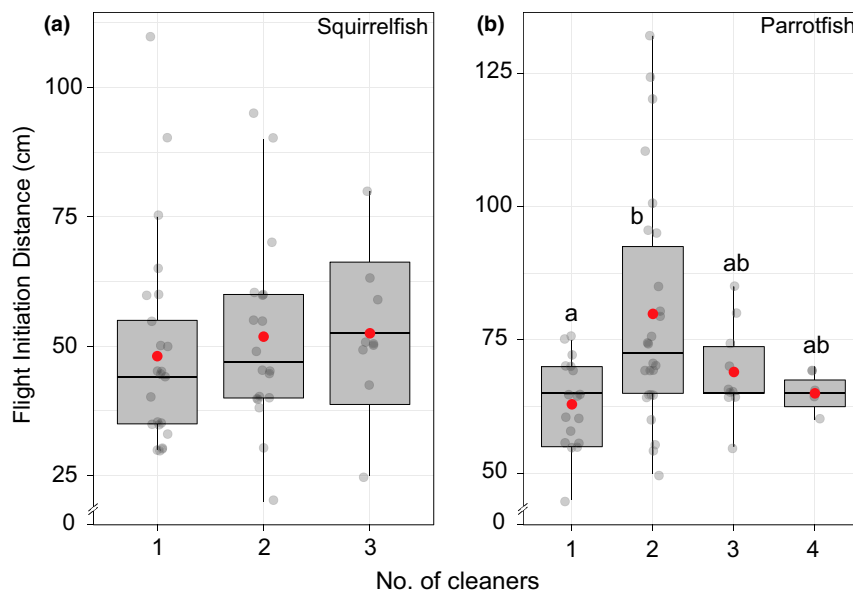 (a) Squirrelfish
100
75
50
25
0
1 2 3
Flight Initiation Distance (cm)
(b) Parrotfish
125
100
75
50
0
a
b
ab
ab
1 2 3 4
No. of cleaners